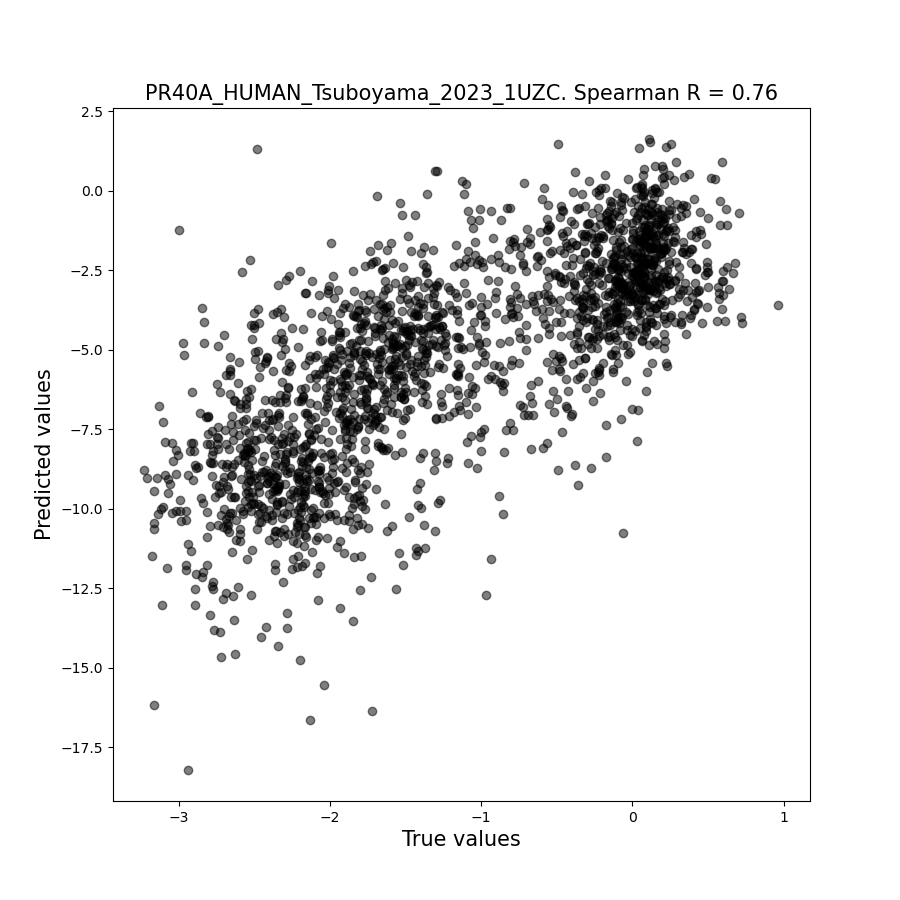 PR40A_HUMAN_Tsuboyama_2023_1UZC. Spearman R = 0.76
2.5
0.0
−2.5
−5.0
−7.5
−10.0
−12.5
−15.0
−17.5
Predicted values
−3 −2 −1 0 1
True values